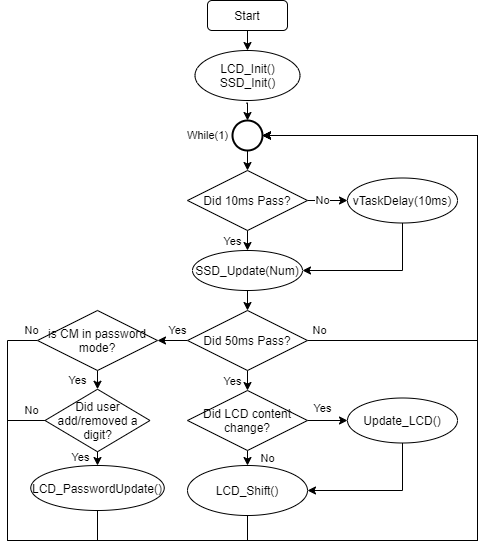 Start
LCD_Init()
SSD_Init()
While(1)
Did 10ms Pass?
No
vTaskDelay(10ms)
Yes
SSD_Update(Num)
No
is CM in password
mode?
Yes
Did 50ms Pass?
No
Yes
Yes
Did user
add/removed a
digit?
No
Did LCD content
change?
Yes
Update_LCD()
Yes
No
LCD_PasswordUpdate()
LCD_Shift()